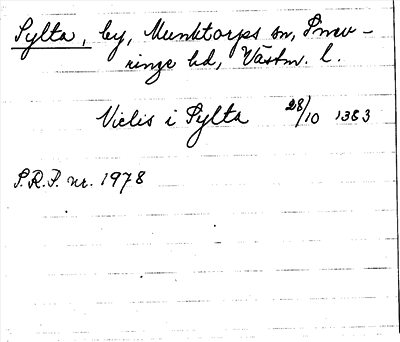 Sylta, by, Munktorps sn, Snev-
ringe hd, Västm. l.
Viclis i Sylta 28/10 1383
S.R.P. nr. 1978